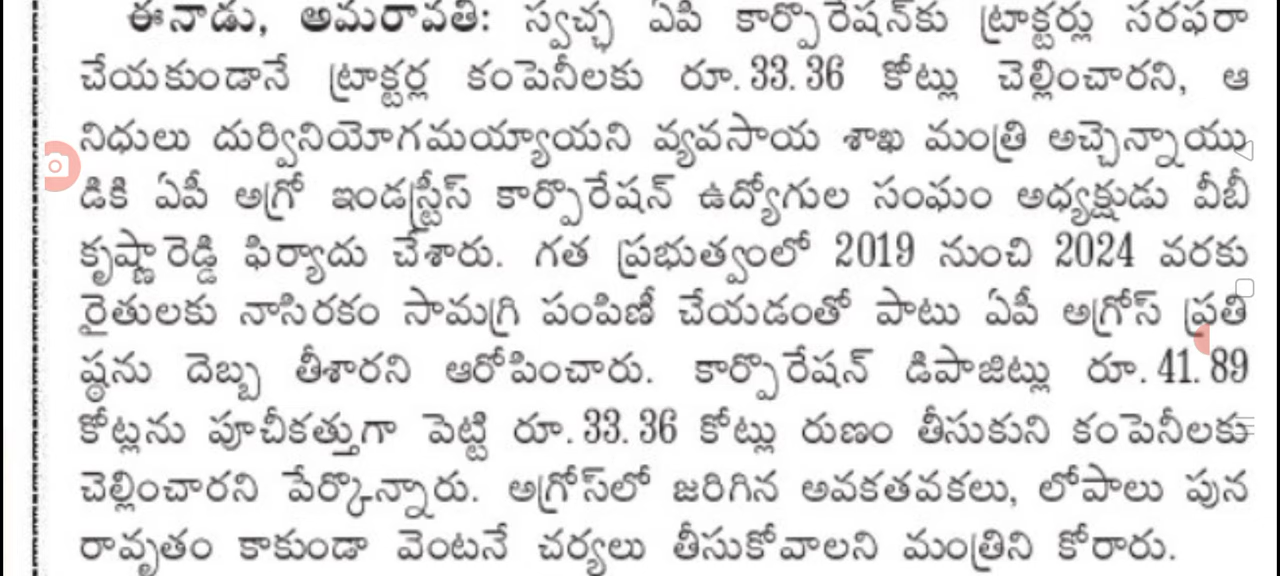 ఈనాడు, అమరావతి: స్వచ్ఛ ఏపీ కార్పొరేషన్‌కు ట్రాక్టర్లు సరఫరా
చేయకుండానే ట్రాక్టర్ల కంపెనీలకు రూ.33.36 కోట్లు చెల్లించారని, ఆ
నిధులు దుర్వినియోగమయ్యాయని వ్యవసాయ శాఖ మంత్రి అచ్చెన్నాయు
డికి ఏపీ అగ్రో ఇండస్ట్రీస్ కార్పొరేషన్ ఉద్యోగుల సంఘం అధ్యక్షుడు వీబీ
కృష్ణారెడ్డి ఫిర్యాదు చేశారు. గత ప్రభుత్వంలో 2019 నుంచి 2024 వరకు
రైతులకు నాసిరకం సామగ్రి పంపిణీ చేయడంతో పాటు ఏపీ అగ్రోస్ ప్రతి
ష్ఠను దెబ్బ తీశారని ఆరోపించారు. కార్పొరేషన్ డిపాజిట్లు రూ.41.89
కోట్లను పూచీకత్తుగా పెట్టి రూ.33.36 కోట్లు రుణం తీసుకుని కంపెనీలకు
చెల్లించారని పేర్కొన్నారు. అగ్రోస్‌లో జరిగిన అవకతవకలు, లోపాలు పున
రావృతం కాకుండా వెంటనే చర్యలు తీసుకోవాలని మంత్రిని కోరారు.